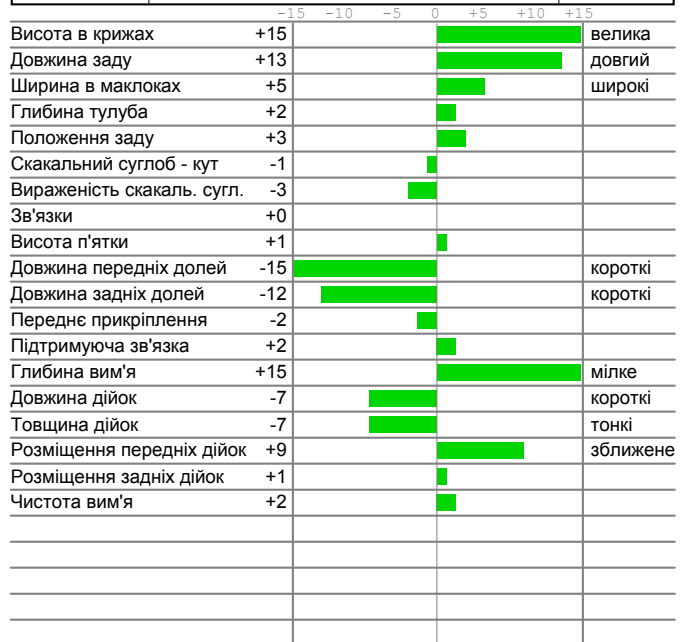 -15 -10 -5 0 +5 +10 +15
Висота в крижах +15 велика
Довжина заду +13 довгий
Ширина в маклоках +5 широкі
Глибина тулуба +2
Положення заду +3
Скакальний суглоб - кут -1
Вираженість скакаль. сугл. -3
Зв'язки +0
Висота п'ятки +1
Довжина передніх долей -15 короткі
Довжина задніх долей -12 короткі
Переднє прикріплення -2
Підтримуюча зв'язка +2
Глибина вим'я +15 мілке
Довжина дійок -7 короткі
Товщина дійок -7 тонкі
Розміщення передніх дійок +9 зближене
Розміщення задніх дійок +1
Чистота вим'я +2